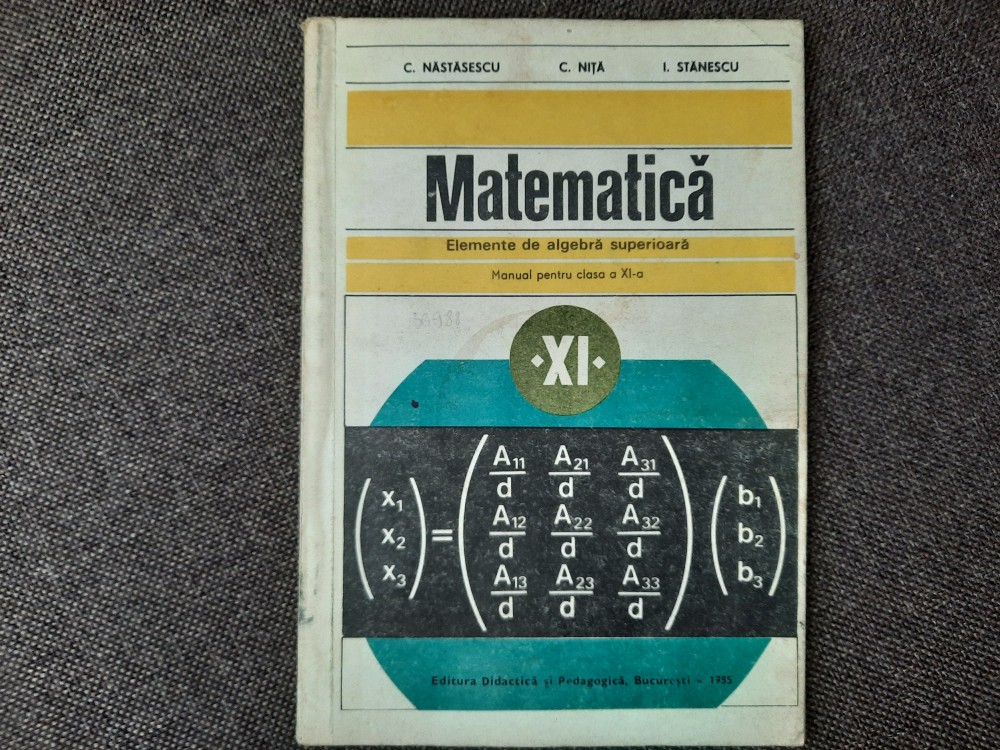 C. NĂSTĂSESCU C. NIȚĂ I. STĂNESCU
Matematică
Elemente de algebră superioară
Manual pentru clasa a XI-a
·XI·
A₁₁ A₂₁ A₃₁
d d d
x₁ b₁
A₁₂ A₂₂ A₃₂
x₂ = b₂
d d d
x₃ b₃
A₁₃ A₂₃ A₃₃
d d d
Editura Didactică și Pedagogică, București - 1985